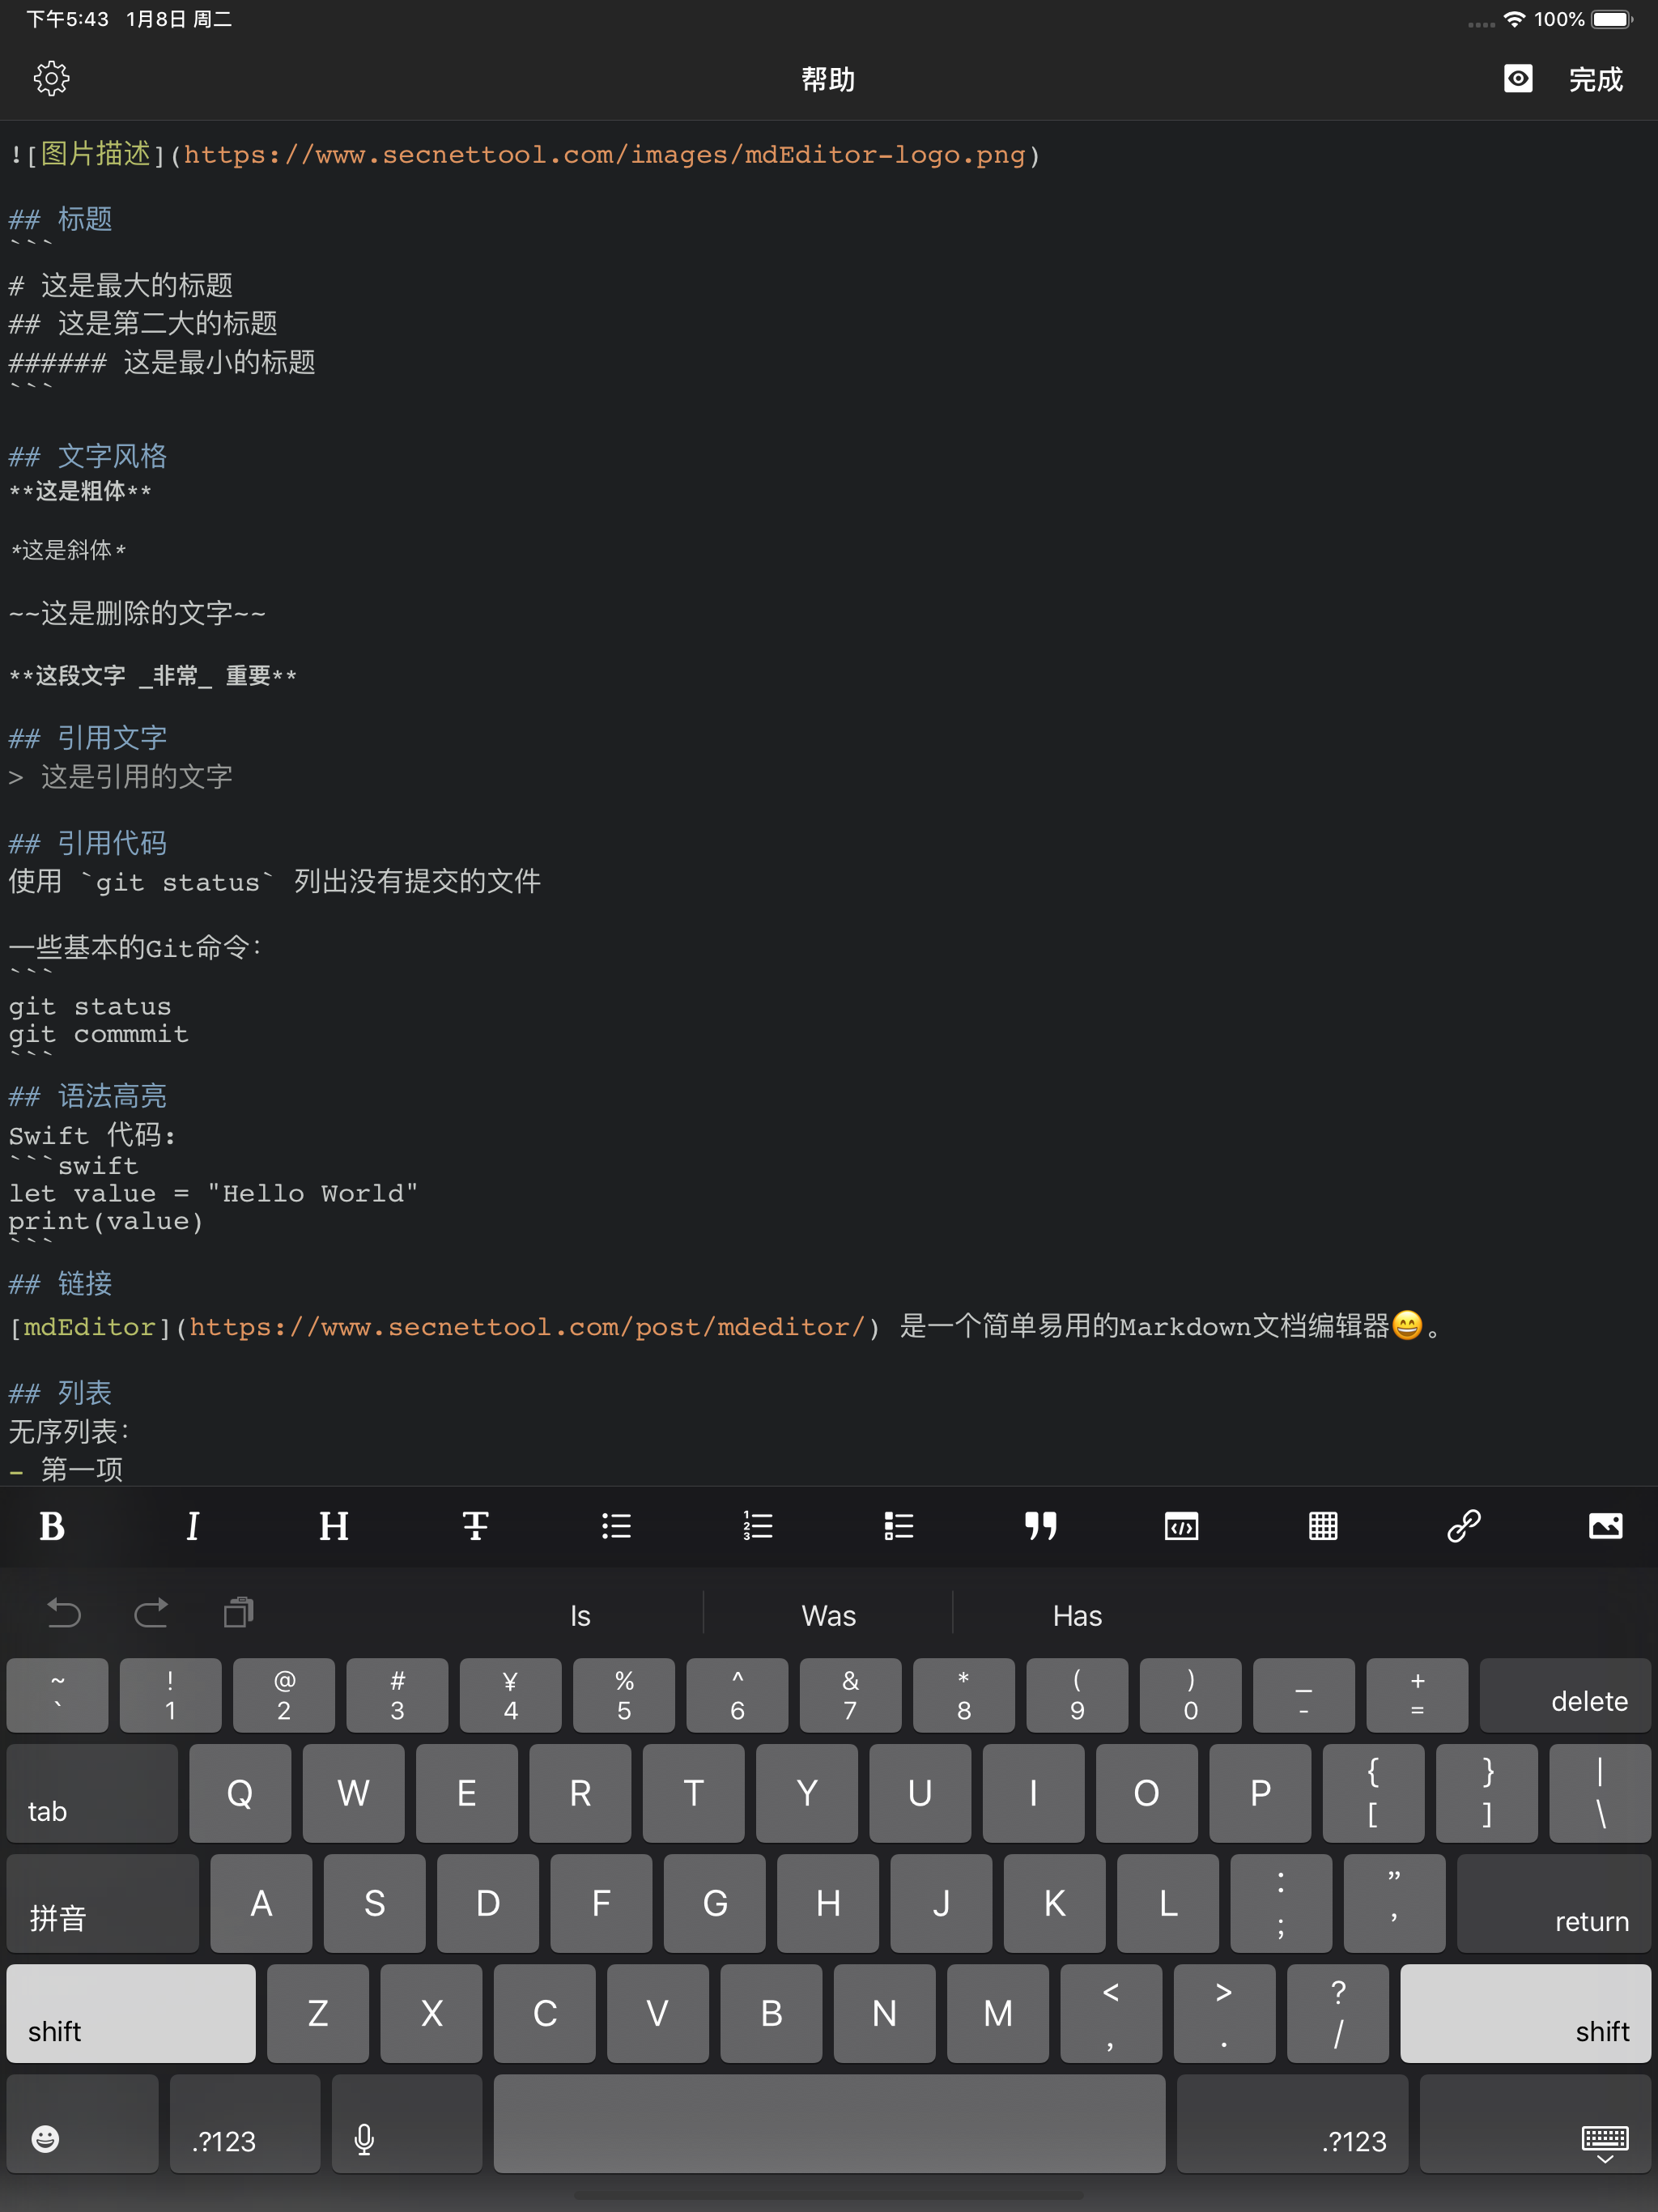 下午5:43 1月8日 周二 100%
帮助 完成
![图片描述](https://www.secnettool.com/images/mdEditor-logo.png)
## 标题
```
# 这是最大的标题
## 这是第二大的标题
###### 这是最小的标题
```
## 文字风格
**这是粗体**
*这是斜体*
~~这是删除的文字~~
**这段文字 _非常_ 重要**
## 引用文字
> 这是引用的文字
## 引用代码
使用 `git status` 列出没有提交的文件
一些基本的Git命令：
```
git status
git commmit
```
## 语法高亮
Swift 代码:
```swift
let value = "Hello World"
print(value)
```
## 链接
[mdEditor](https://www.secnettool.com/post/mdeditor/) 是一个简单易用的Markdown文档编辑器😄。
## 列表
无序列表：
- 第一项
B I H T
Is Was Has
~ ! @ # ¥ % ^ & * ( ) _ +
` 1 2 3 4 5 6 7 8 9 0 - = delete
tab Q W E R T Y U I O P { [ } ] | \
拼音 A S D F G H J K L : ; " ' return
shift Z X C V B N M < , > . ? / shift
.?123 .?123